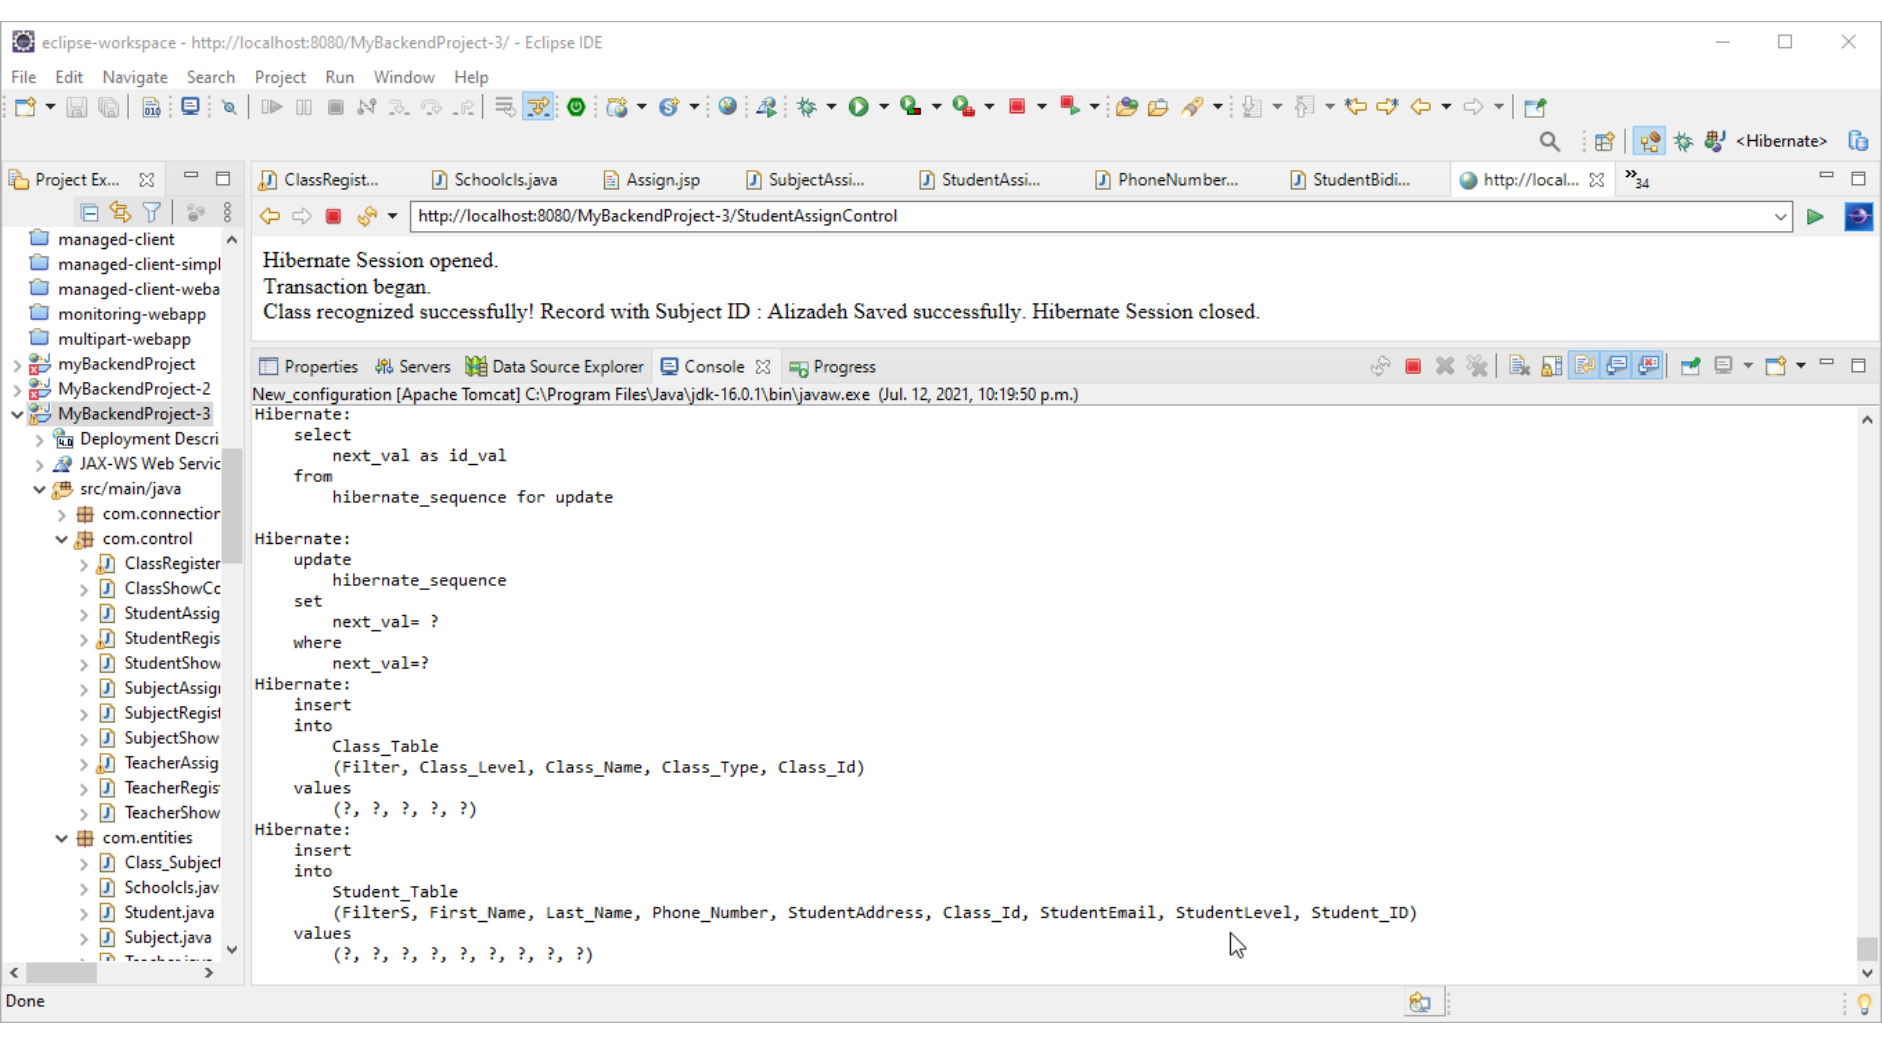 eclipse-workspace - http://localhost:8080/MyBackendProject-3/ - Eclipse IDE
File Edit Navigate Search Project Run Window Help
<Hibernate>
Project Ex...
managed-client
managed-client-simpl
managed-client-weba
monitoring-webapp
multipart-webapp
myBackendProject
MyBackendProject-2
MyBackendProject-3
Deployment Descri
JAX-WS Web Servic
src/main/java
com.connection
com.control
ClassRegister
ClassShowCo
StudentAssig
StudentRegis
StudentShow
SubjectAssign
SubjectRegist
SubjectShow
TeacherAssig
TeacherRegis
TeacherShow
com.entities
Class_Subject
Schoolcls.jav
Student.java
Subject.java
ClassRegist... Schoolcls.java Assign.jsp SubjectAssi... StudentAssi... PhoneNumber... StudentBidi... http://local... »34
http://localhost:8080/MyBackendProject-3/StudentAssignControl
Hibernate Session opened.
Transaction began.
Class recognized successfully! Record with Subject ID : Alizadeh Saved successfully. Hibernate Session closed.
Properties Servers Data Source Explorer Console Progress
New_configuration [Apache Tomcat] C:\Program Files\Java\jdk-16.0.1\bin\javaw.exe (Jul. 12, 2021, 10:19:50 p.m.)
Hibernate:
select
next_val as id_val
from
hibernate_sequence for update
Hibernate:
update
hibernate_sequence
set
next_val= ?
where
next_val=?
Hibernate:
insert
into
Class_Table
(Filter, Class_Level, Class_Name, Class_Type, Class_Id)
values
(?, ?, ?, ?, ?)
Hibernate:
insert
into
Student_Table
(FilterS, First_Name, Last_Name, Phone_Number, StudentAddress, Class_Id, StudentEmail, StudentLevel, Student_ID)
values
(?, ?, ?, ?, ?, ?, ?, ?, ?)
Done